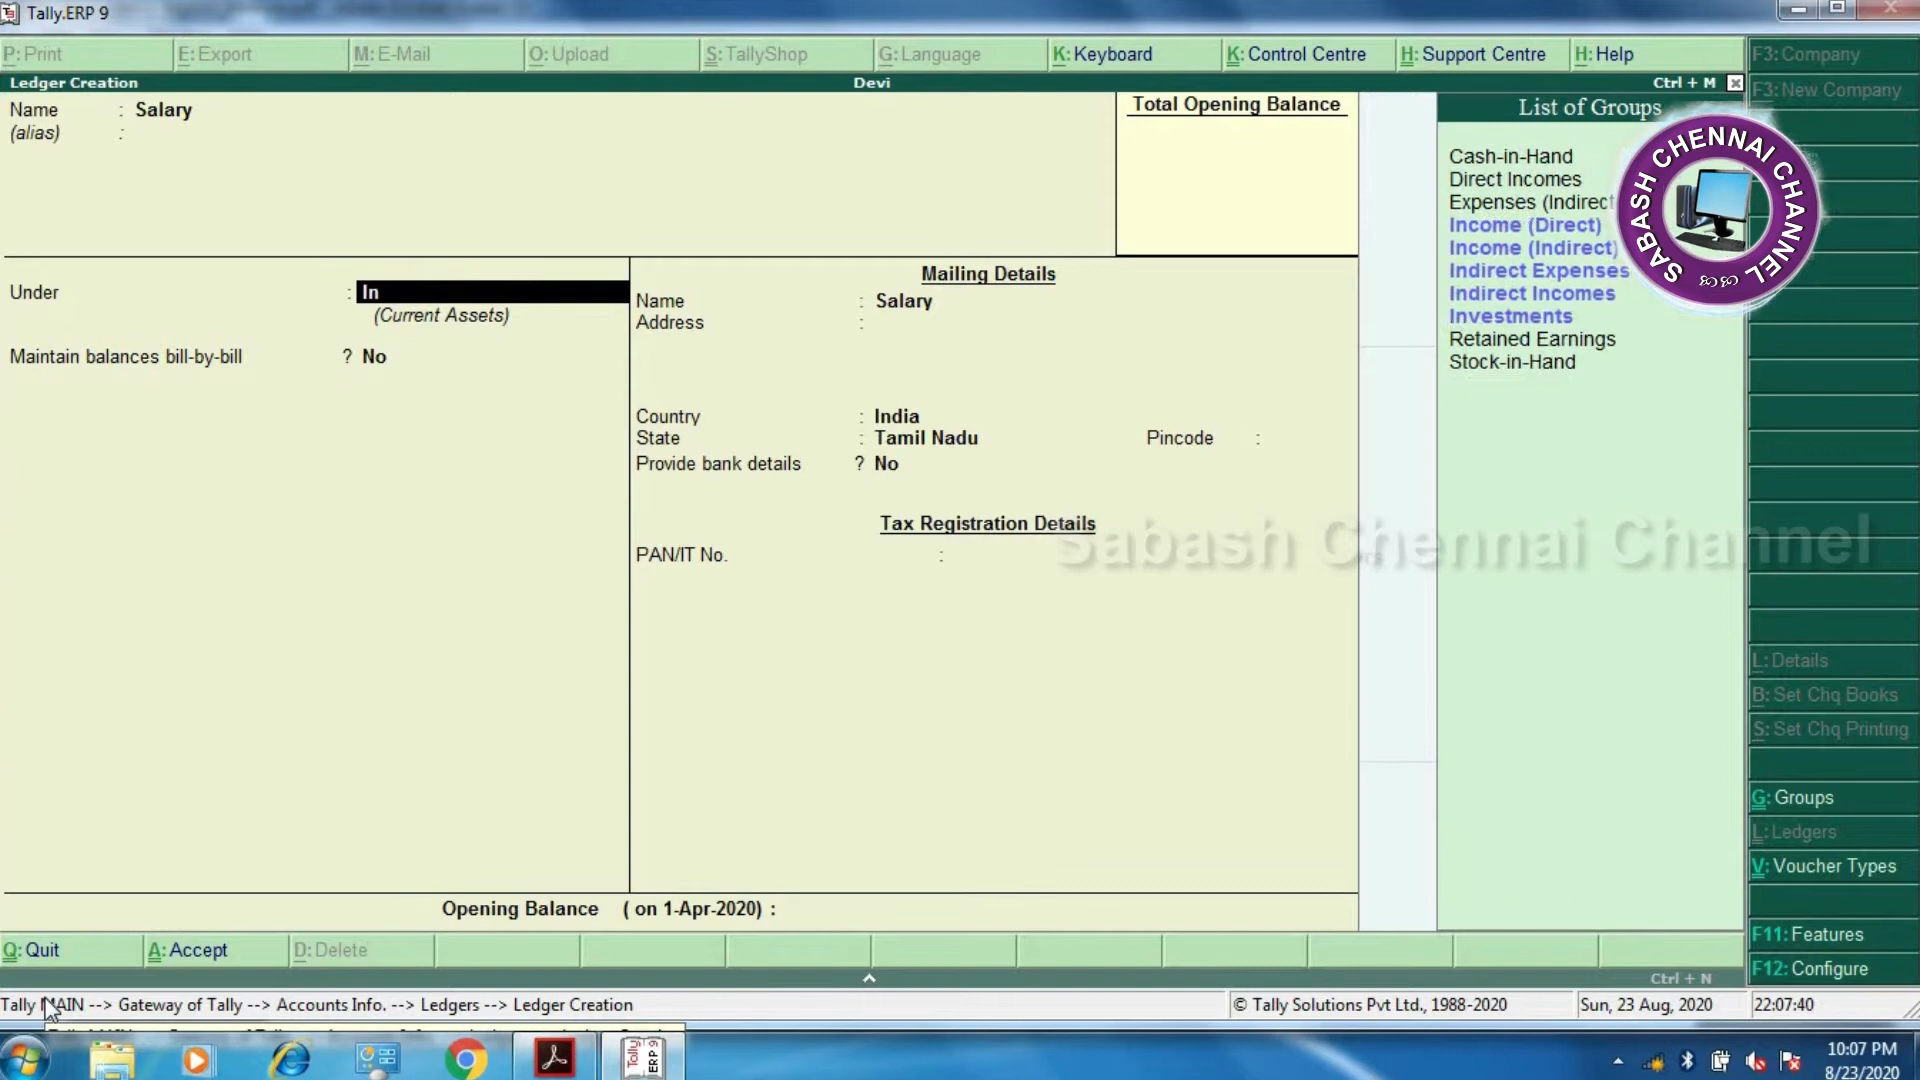 Tally.ERP 9
P: Print E: Export M: E-Mail O: Upload S: TallyShop G: Language K: Keyboard K: Control Centre H: Support Centre H: Help
F3: Company
Ledger Creation Devi Ctrl + M
F3: New Company
Name : Salary
(alias) :
Total Opening Balance
List of Groups
Cash-in-Hand
Direct Incomes
Expenses (Indirect
Income (Direct)
Income (Indirect)
Indirect Expenses
Indirect Incomes
Investments
Retained Earnings
Stock-in-Hand
SABASH CHENNAI CHANNEL
Under : In
(Current Assets)
Maintain balances bill-by-bill ? No
Mailing Details
Name : Salary
Address :
Country : India
State : Tamil Nadu Pincode :
Provide bank details ? No
Tax Registration Details
PAN/IT No. :
Sabash Chennai Channel
L: Details
B: Set Chq Books
S: Set Chq Printing
G: Groups
L: Ledgers
V: Voucher Types
F11: Features
F12: Configure
Opening Balance ( on 1-Apr-2020) :
Q: Quit A: Accept D: Delete
Ctrl + N
Tally MAIN --> Gateway of Tally --> Accounts Info. --> Ledgers --> Ledger Creation © Tally Solutions Pvt Ltd., 1988-2020 Sun, 23 Aug, 2020 22:07:40
Tally ERP 9
10:07 PM
8/23/2020